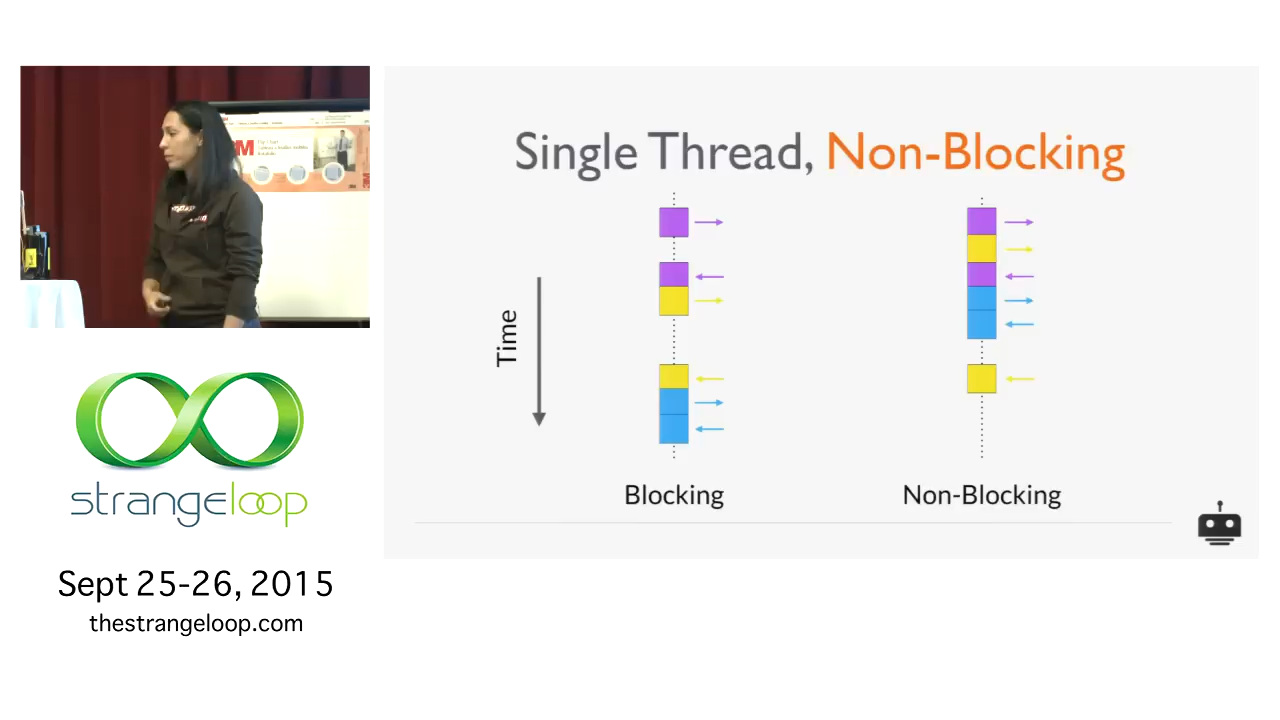 Single Thread, Non-Blocking
Time
Blocking
Non-Blocking
strangeloop
Sept 25-26, 2015
thestrangeloop.com